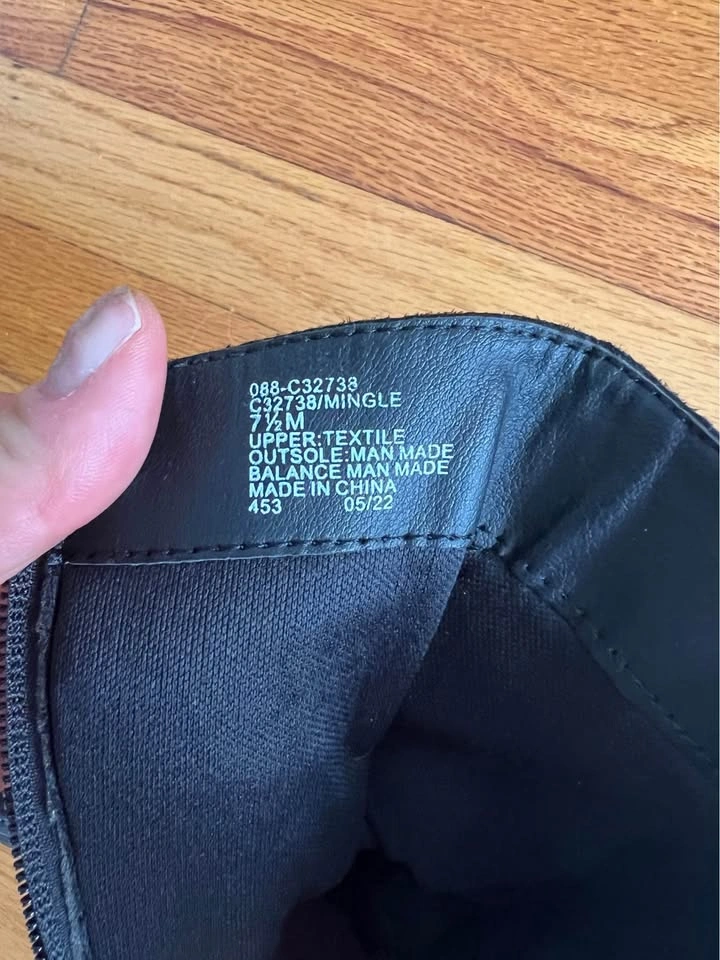 088-C32738
C32738/MINGLE
7½M
UPPER:TEXTILE
OUTSOLE:MAN MADE
BALANCE MAN MADE
MADE IN CHINA
453 05/22